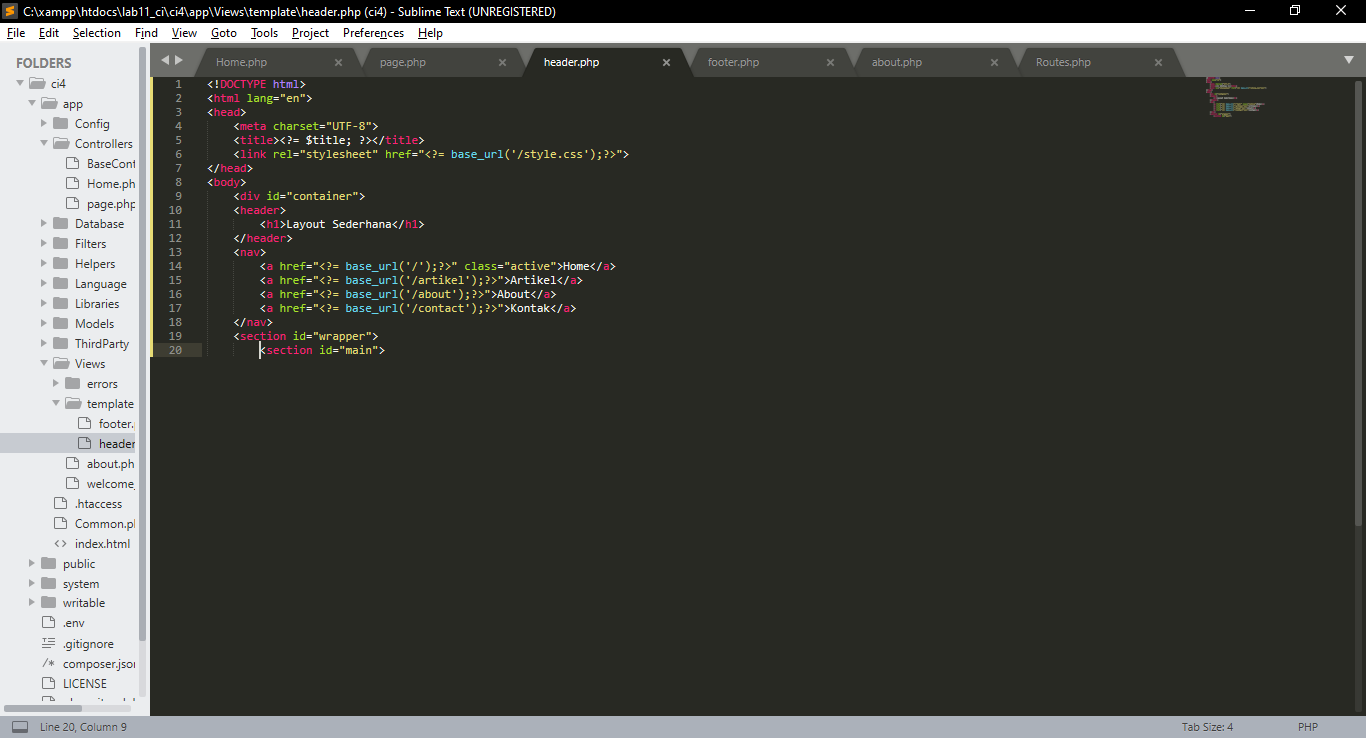 C:\xampp\htdocs\lab11_ci\ci4\app\Views\template\header.php (ci4) - Sublime Text (UNREGISTERED)
File Edit Selection Find View Goto Tools Project Preferences Help
FOLDERS
ci4
app
Config
Controllers
BaseCont
Home.ph
page.php
Database
Filters
Helpers
Language
Libraries
Models
ThirdParty
Views
errors
template
footer.
header
about.ph
welcome_
.htaccess
Common.pl
index.html
public
system
writable
.env
.gitignore
/* composer.jsor
LICENSE
Home.php page.php header.php footer.php about.php Routes.php
1 <!DOCTYPE html>
2 <html lang="en">
3 <head>
4 <meta charset="UTF-8">
5 <title><?= $title; ?></title>
6 <link rel="stylesheet" href="<?= base_url('/style.css');?>">
7 </head>
8 <body>
9 <div id="container">
10 <header>
11 <h1>Layout Sederhana</h1>
12 </header>
13 <nav>
14 <a href="<?= base_url('/');?>" class="active">Home</a>
15 <a href="<?= base_url('/artikel');?>">Artikel</a>
16 <a href="<?= base_url('/about');?>">About</a>
17 <a href="<?= base_url('/contact');?>">Kontak</a>
18 </nav>
19 <section id="wrapper">
20 <section id="main">
Line 20, Column 9
Tab Size: 4
PHP